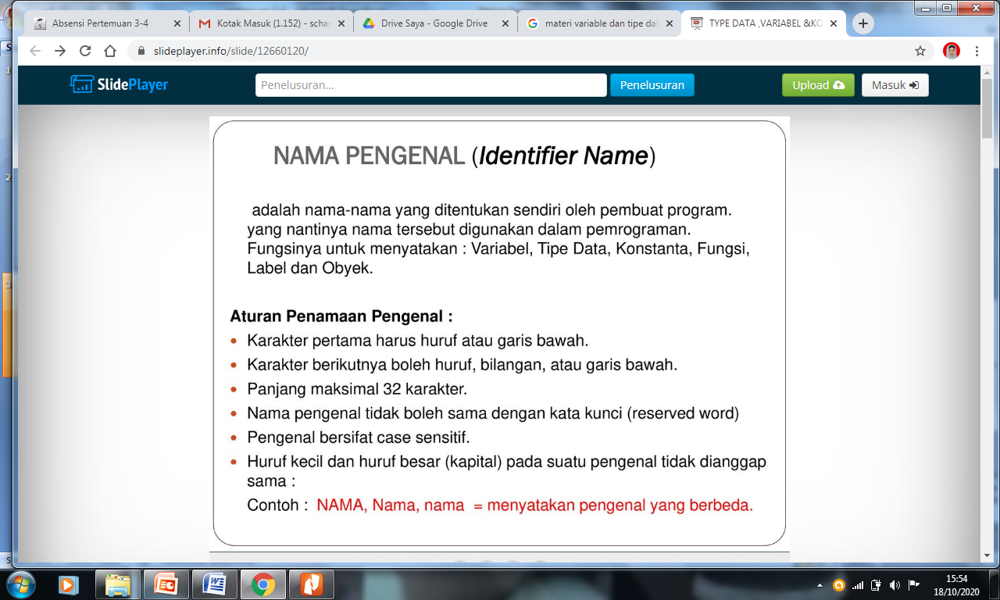 Absensi Pertemuan 3-4
Kotak Masuk (1.152) - schar
Drive Saya - Google Drive
materi variable dan tipe dat
TYPE DATA ,VARIABEL &KO
slideplayer.info/slide/12660120/
SlidePlayer
Penelusuran...
Penelusuran
Upload
Masuk
NAMA PENGENAL (Identifier Name)
adalah nama-nama yang ditentukan sendiri oleh pembuat program.
yang nantinya nama tersebut digunakan dalam pemrograman.
Fungsinya untuk menyatakan : Variabel, Tipe Data, Konstanta, Fungsi,
Label dan Obyek.
Aturan Penamaan Pengenal :
• Karakter pertama harus huruf atau garis bawah.
• Karakter berikutnya boleh huruf, bilangan, atau garis bawah.
• Panjang maksimal 32 karakter.
• Nama pengenal tidak boleh sama dengan kata kunci (reserved word)
• Pengenal bersifat case sensitif.
• Huruf kecil dan huruf besar (kapital) pada suatu pengenal tidak dianggap
sama :
Contoh : NAMA, Nama, nama = menyatakan pengenal yang berbeda.
15:54
18/10/2020